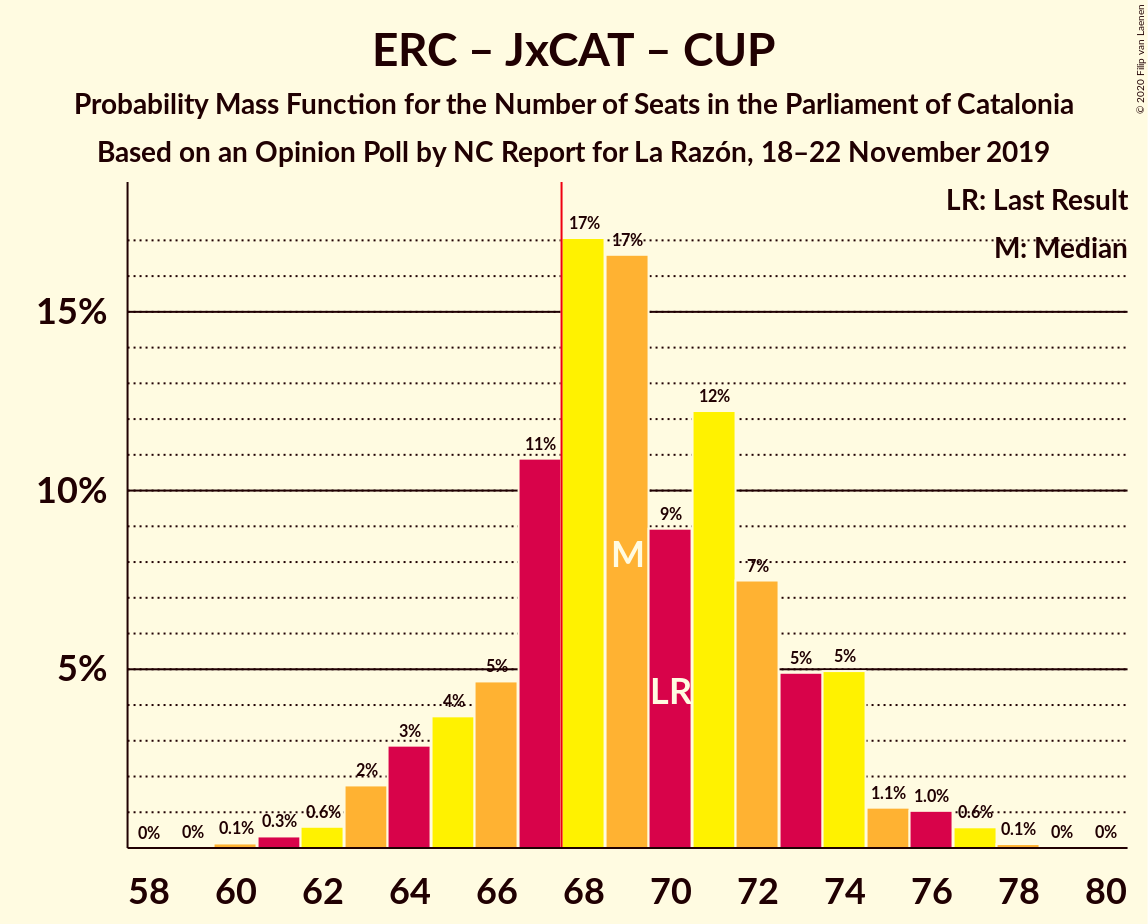 ERC – JxCAT – CUP
Probability Mass Function for the Number of Seats in the Parliament of Catalonia
Based on an Opinion Poll by NC Report for La Razón, 18–22 November 2019
© 2020 Filip van Laenen
LR: Last Result
M: Median
15%
10%
5%
0%
0%
0.1%
0.3%
0.6%
2%
3%
4%
5%
11%
17%
17%
9%
12%
7%
5%
5%
1.1%
1.0%
0.6%
0.1%
0%
0%
M
LR
58 60 62 64 66 68 70 72 74 76 78 80